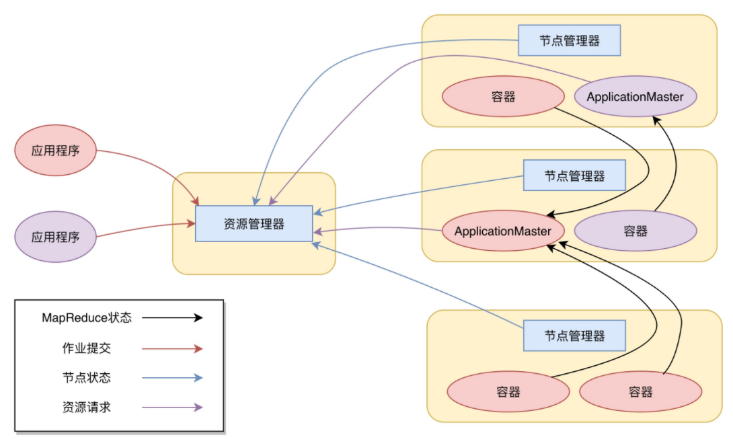 节点管理器
容器
ApplicationMaster
应用程序
节点管理器
资源管理器
ApplicationMaster
容器
应用程序
节点管理器
容器
容器
MapReduce状态
作业提交
节点状态
资源请求